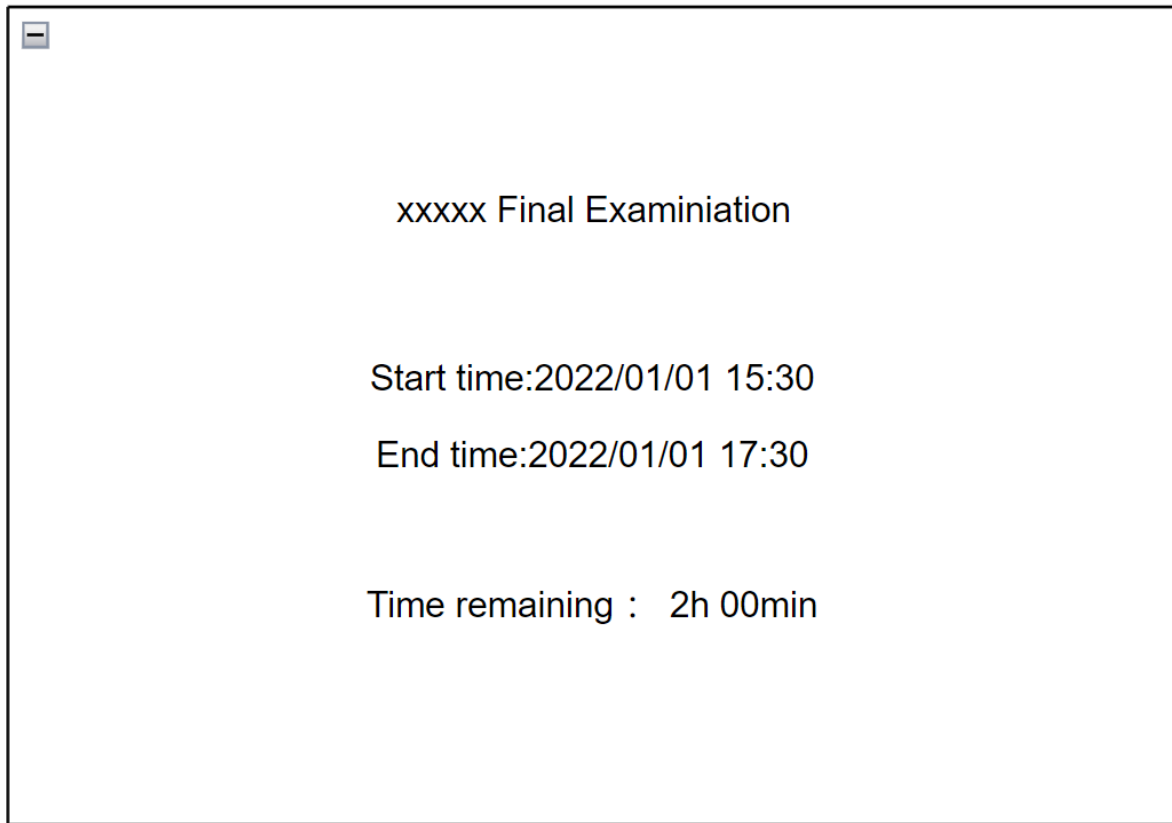 xxxxx Final Examiniation
Start time:2022/01/01 15:30
End time:2022/01/01 17:30
Time remaining： 2h 00min